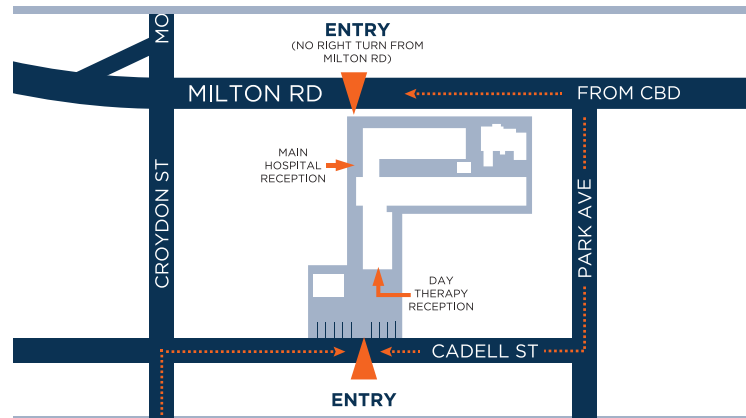 MO
ENTRY
(NO RIGHT TURN FROM
MILTON RD)
MILTON RD
FROM CBD
MAIN
HOSPITAL
RECEPTION
CROYDON ST
PARK AVE
DAY
THERAPY
RECEPTION
CADELL ST
ENTRY